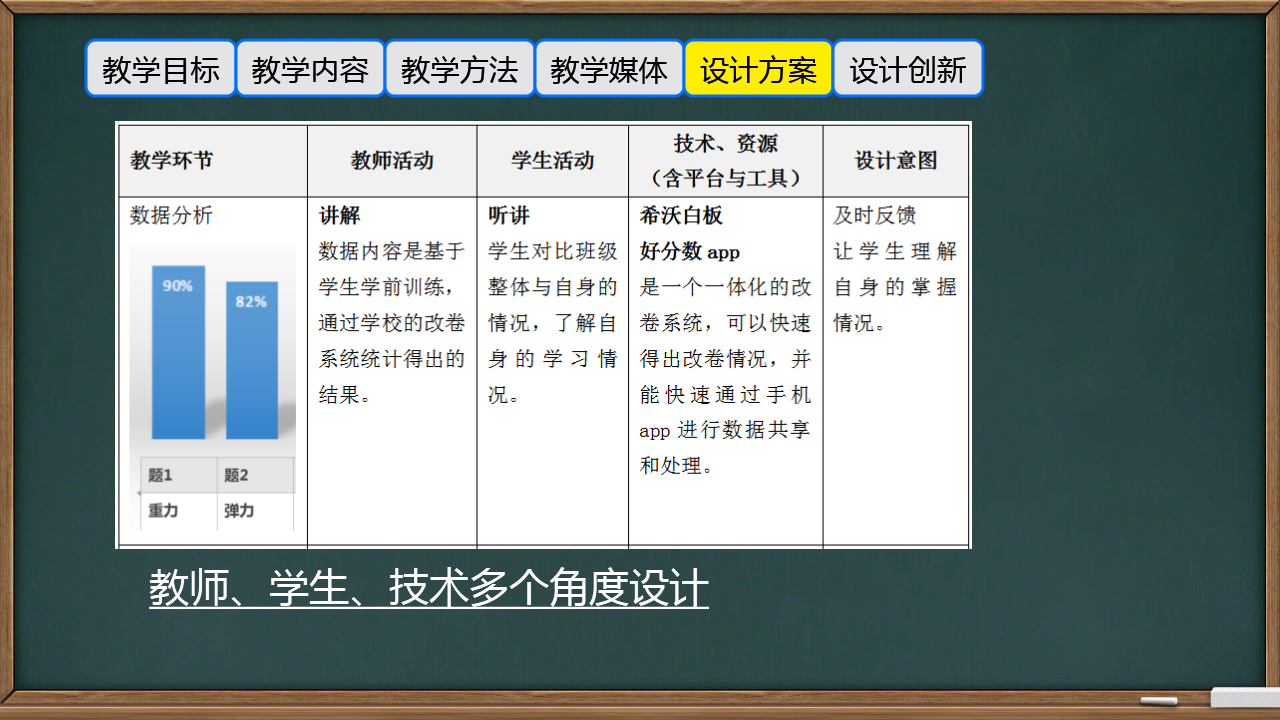 教学目标 教学内容 教学方法 教学媒体 设计方案 设计创新
教学环节
教师活动
学生活动
技术、资源
（含平台与工具）
设计意图
数据分析
90%
82%
题1 题2
重力 弹力
讲解
数据内容是基于
学生学前训练，
通过学校的改卷
系统统计得出的
结果。
听讲
学生对比班级
整体与自身的
情况，了解自
身的学习情
况。
希沃白板
好分数 app
是一个一体化的改
卷系统，可以快速
得出改卷情况，并
能快速通过手机
app 进行数据共享
和处理。
及时反馈
让学生理解
自身的掌握
情况。
教师、学生、技术多个角度设计